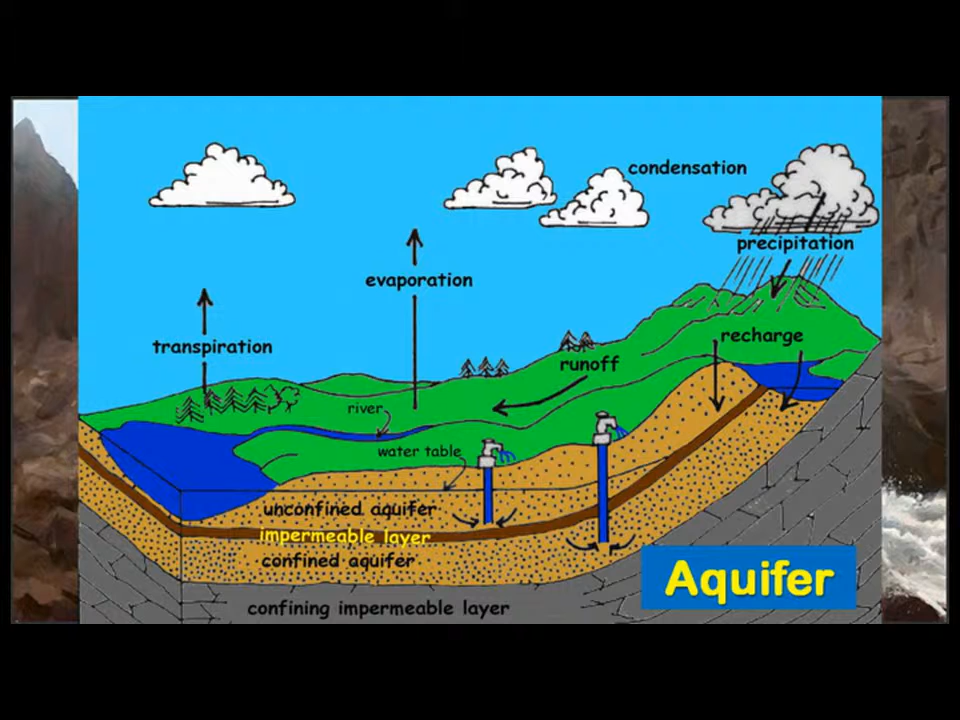 condensation
precipitation
evaporation
transpiration
recharge
runoff
river
water table
unconfined aquifer
impermeable layer
confined aquifer
confining impermeable layer
Aquifer